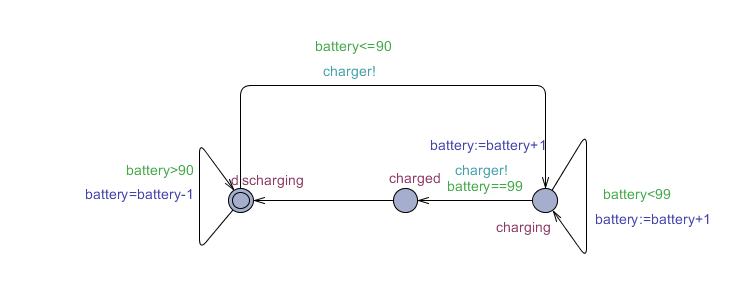 battery<=90
charger!
battery:=battery+1
battery>90
charger!
discharging
charged
battery==99
battery=battery-1
battery<99
battery:=battery+1
charging